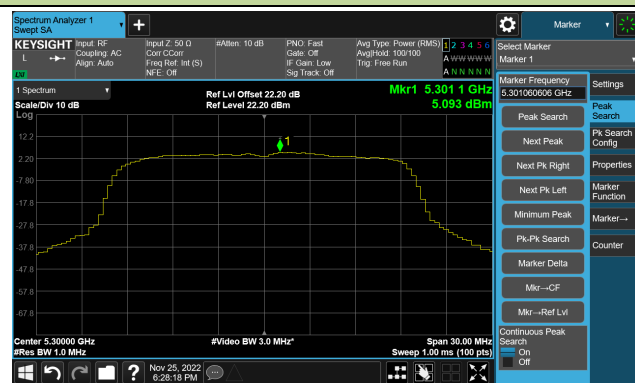 Spectrum Analyzer 1
Swept SA
Marker
KEYSIGHT
L
LXI
Input: RF
Coupling: AC
Align: Auto
Input Z: 50 Ω
Corr CCorr
Freq Ref: Int (S)
NFE: Off
#Atten: 10 dB
PNO: Fast
Gate: Off
IF Gain: Low
Sig Track: Off
Avg Type: Power (RMS)
Avg|Hold: 100/100
Trig: Free Run
1 2 3 4 5 6
A W W W W W
A N N N N N
Select Marker
Marker 1
1 Spectrum
Scale/Div 10 dB
Log
Ref Lvl Offset 22.20 dB
Ref Level 22.20 dBm
Mkr1 5.301 1 GHz
5.093 dBm
Marker Frequency
5.301060606 GHz
Settings
Peak Search
Next Peak
Next Pk Right
Next Pk Left
Minimum Peak
Pk-Pk Search
Marker Delta
Mkr→CF
Mkr→Ref Lvl
Continuous Peak
Search
On
Off
Peak
Search
Pk Search
Config
Properties
Marker
Function
Marker→
Counter
1
12.2
2.20
-7.80
-17.8
-27.8
-37.8
-47.8
-57.8
-67.8
Center 5.30000 GHz
#Res BW 1.0 MHz
#Video BW 3.0 MHz*
Span 30.00 MHz
Sweep 1.00 ms (100 pts)
?
Nov 25, 2022
6:28:18 PM